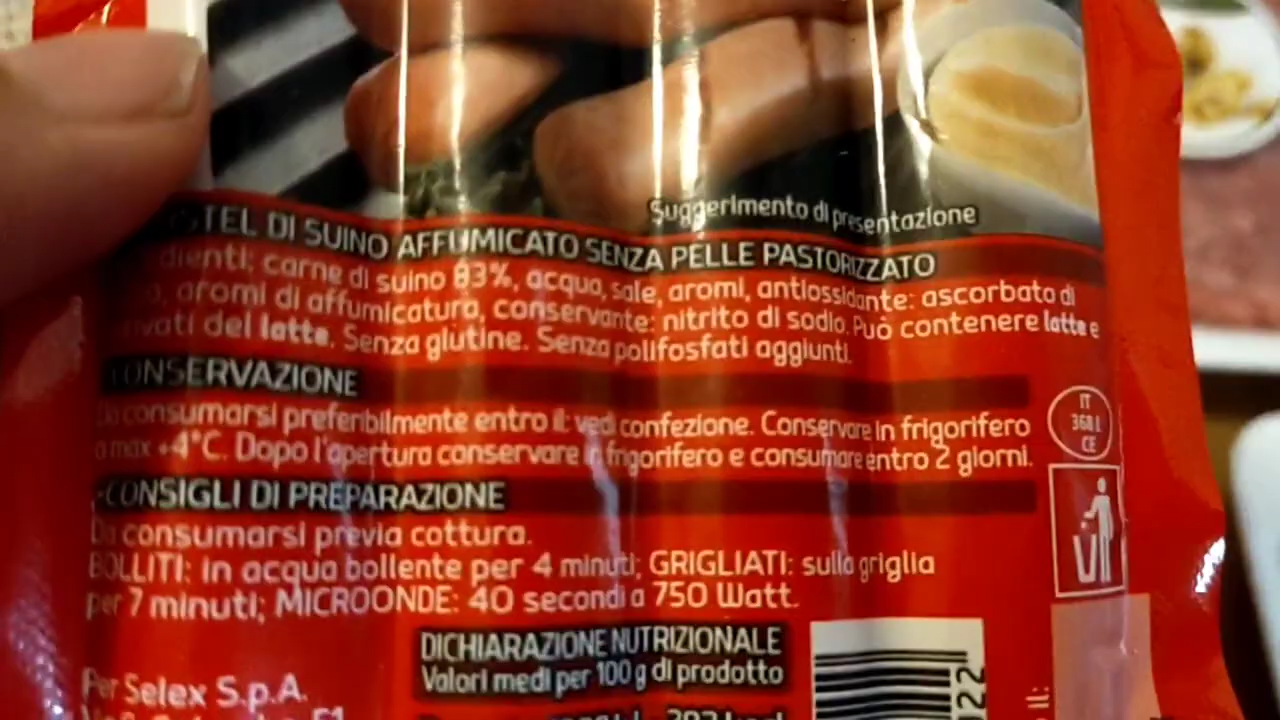 Suggerimento di presentazione
TEL DI SUINO AFFUMICATO SENZA PELLE PASTORIZZATO
dienti: carne di suino 83%, acqua, sale, aromi, antiossidante: ascorbato di
aromi di affumicatura, conservante: nitrito di sodio. Può contenere latte e
vati del latte. Senza glutine. Senza polifosfati aggiunti.
CONSERVAZIONE
Da consumarsi preferibilmente entro il: vedi confezione. Conservare in frigorifero
a max +4°C. Dopo l'apertura conservare in frigorifero e consumare entro 2 giorni.
IT
368 L
CE
CONSIGLI DI PREPARAZIONE
Da consumarsi previa cottura.
BOLLITI: in acqua bollente per 4 minuti; GRIGLIATI: sulla griglia
per 7 minuti; MICROONDE: 40 secondi a 750 Watt.
DICHIARAZIONE NUTRIZIONALE
Valori medi per 100 g di prodotto
Per Selex S.p.A.
022